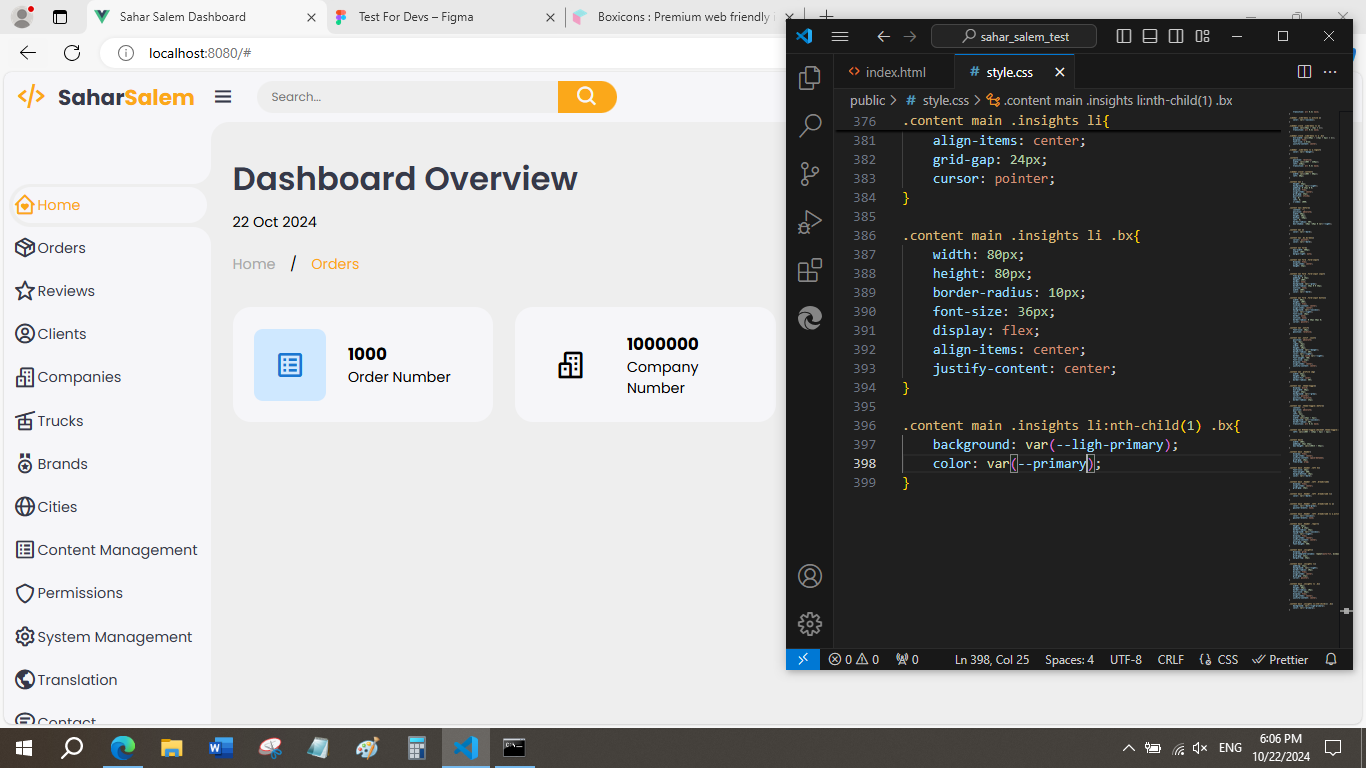 Sahar Salem Dashboard
Test For Devs – Figma
Boxicons : Premium web friendly
localhost:8080/#
SaharSalem
Search...
Home
Orders
Reviews
Clients
Companies
Trucks
Brands
Cities
Content Management
Permissions
System Management
Translation
Contact
Dashboard Overview
22 Oct 2024
Home / Orders
1000
Order Number
1000000
Company
Number
sahar_salem_test
index.html
# style.css
public > # style.css > .content main .insights li:nth-child(1) .bx
376 .content main .insights li{
381 align-items: center;
382 grid-gap: 24px;
383 cursor: pointer;
384 }
385
386 .content main .insights li .bx{
387 width: 80px;
388 height: 80px;
389 border-radius: 10px;
390 font-size: 36px;
391 display: flex;
392 align-items: center;
393 justify-content: center;
394 }
395
396 .content main .insights li:nth-child(1) .bx{
397 background: var(--ligh-primary);
398 color: var(--primary);
399 }
0 0 0 Ln 398, Col 25 Spaces: 4 UTF-8 CRLF {} CSS Prettier
ENG
6:06 PM
10/22/2024